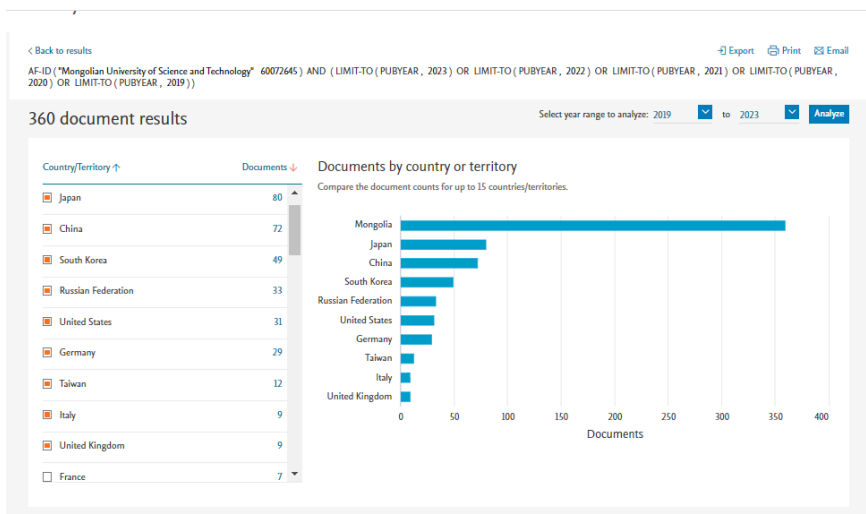 Back to results
Export Print Email
AF-ID ( "Mongolian University of Science and Technology" 60072645 ) AND ( LIMIT-TO ( PUBYEAR , 2023 ) OR LIMIT-TO ( PUBYEAR , 2022 ) OR LIMIT-TO ( PUBYEAR , 2021 ) OR LIMIT-TO ( PUBYEAR ,
2020 ) OR LIMIT-TO ( PUBYEAR , 2019 ) )
360 document results
Select year range to analyze: 2019 to 2023 Analyze
Country/Territory Documents
Japan 80
China 72
South Korea 49
Russian Federation 33
United States 31
Germany 29
Taiwan 12
Italy 9
United Kingdom 9
France 7
Documents by country or territory
Compare the document counts for up to 15 countries/territories.
Mongolia
Japan
China
South Korea
Russian Federation
United States
Germany
Taiwan
Italy
United Kingdom
0 50 100 150 200 250 300 350 400
Documents